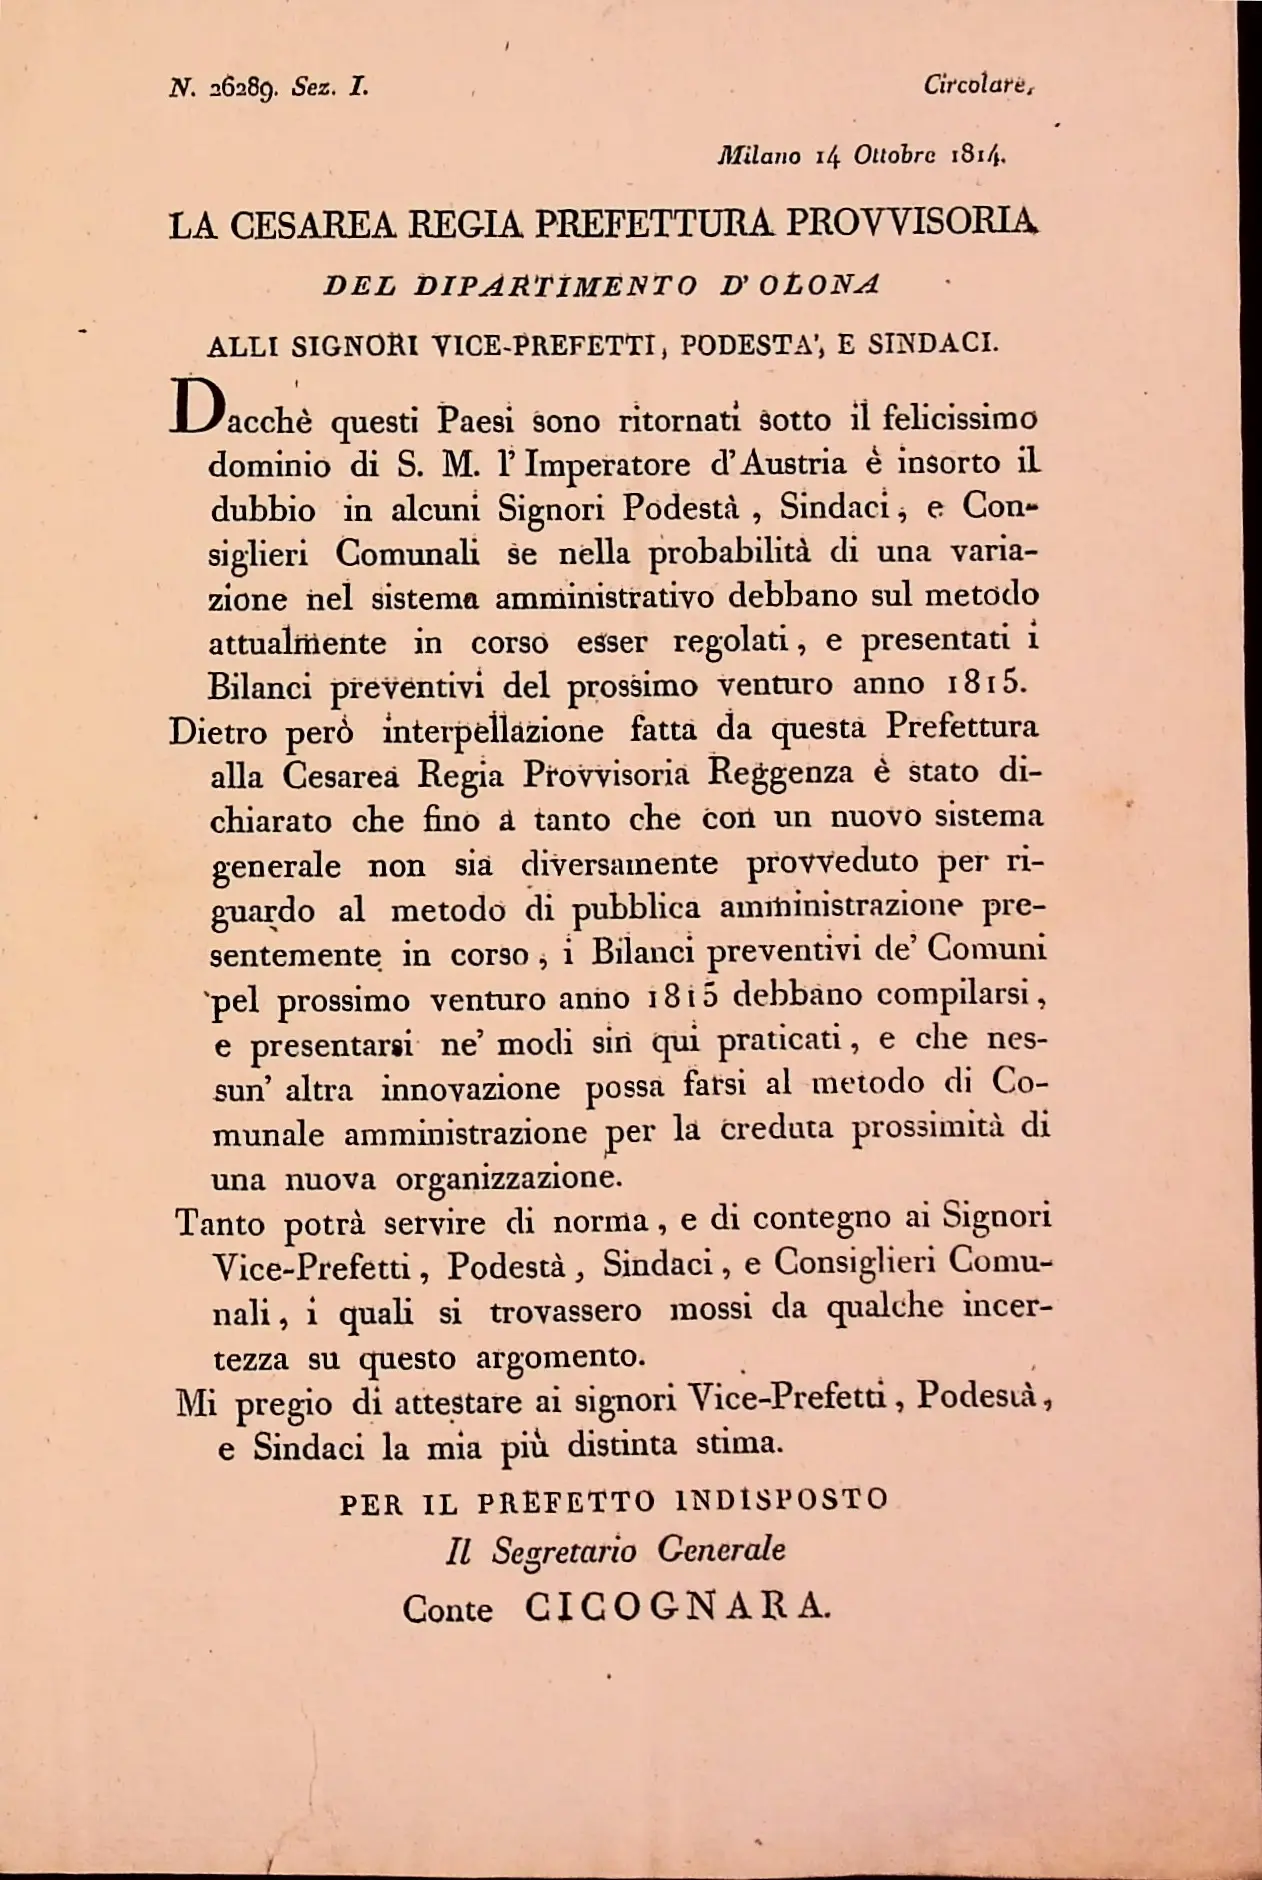 N. 26289. Sez. I.
Circolare,
Milano 14 Ottobre 1814.
LA CESAREA REGIA PREFETTURA PROVVISORIA
DEL DIPARTIMENTO D' OLONA
ALLI SIGNORI VICE-PREFETTI, PODESTA', E SINDACI.
Dacchè questi Paesi sono ritornati sotto il felicissimo
dominio di S. M. l' Imperatore d' Austria è insorto il
dubbio in alcuni Signori Podestà, Sindaci, e Con-
siglieri Comunali se nella probabilità di una varia-
zione nel sistema amministrativo debbano sul metodo
attualmente in corso esser regolati, e presentati i
Bilanci preventivi del prossimo venturo anno 1815.
Dietro però interpellazione fatta da questa Prefettura
alla Cesarea Regia Provvisoria Reggenza è stato di-
chiarato che fino a tanto che con un nuovo sistema
generale non sia diversamente provveduto per ri-
guardo al metodo di pubblica amministrazione pre-
sentemente in corso, i Bilanci preventivi de' Comuni
pel prossimo venturo anno 1815 debbano compilarsi,
e presentarsi ne' modi sin qui praticati, e che nes-
sun' altra innovazione possa farsi al metodo di Co-
munale amministrazione per la creduta prossimità di
una nuova organizzazione.
Tanto potrà servire di norma, e di contegno ai Signori
Vice-Prefetti, Podestà, Sindaci, e Consiglieri Comu-
nali, i quali si trovassero mossi da qualche incer-
tezza su questo argomento.
Mi pregio di attestare ai signori Vice-Prefetti, Podestà,
e Sindaci la mia più distinta stima.
PER IL PREFETTO INDISPOSTO
Il Segretario Generale
Conte CICOGNARA.